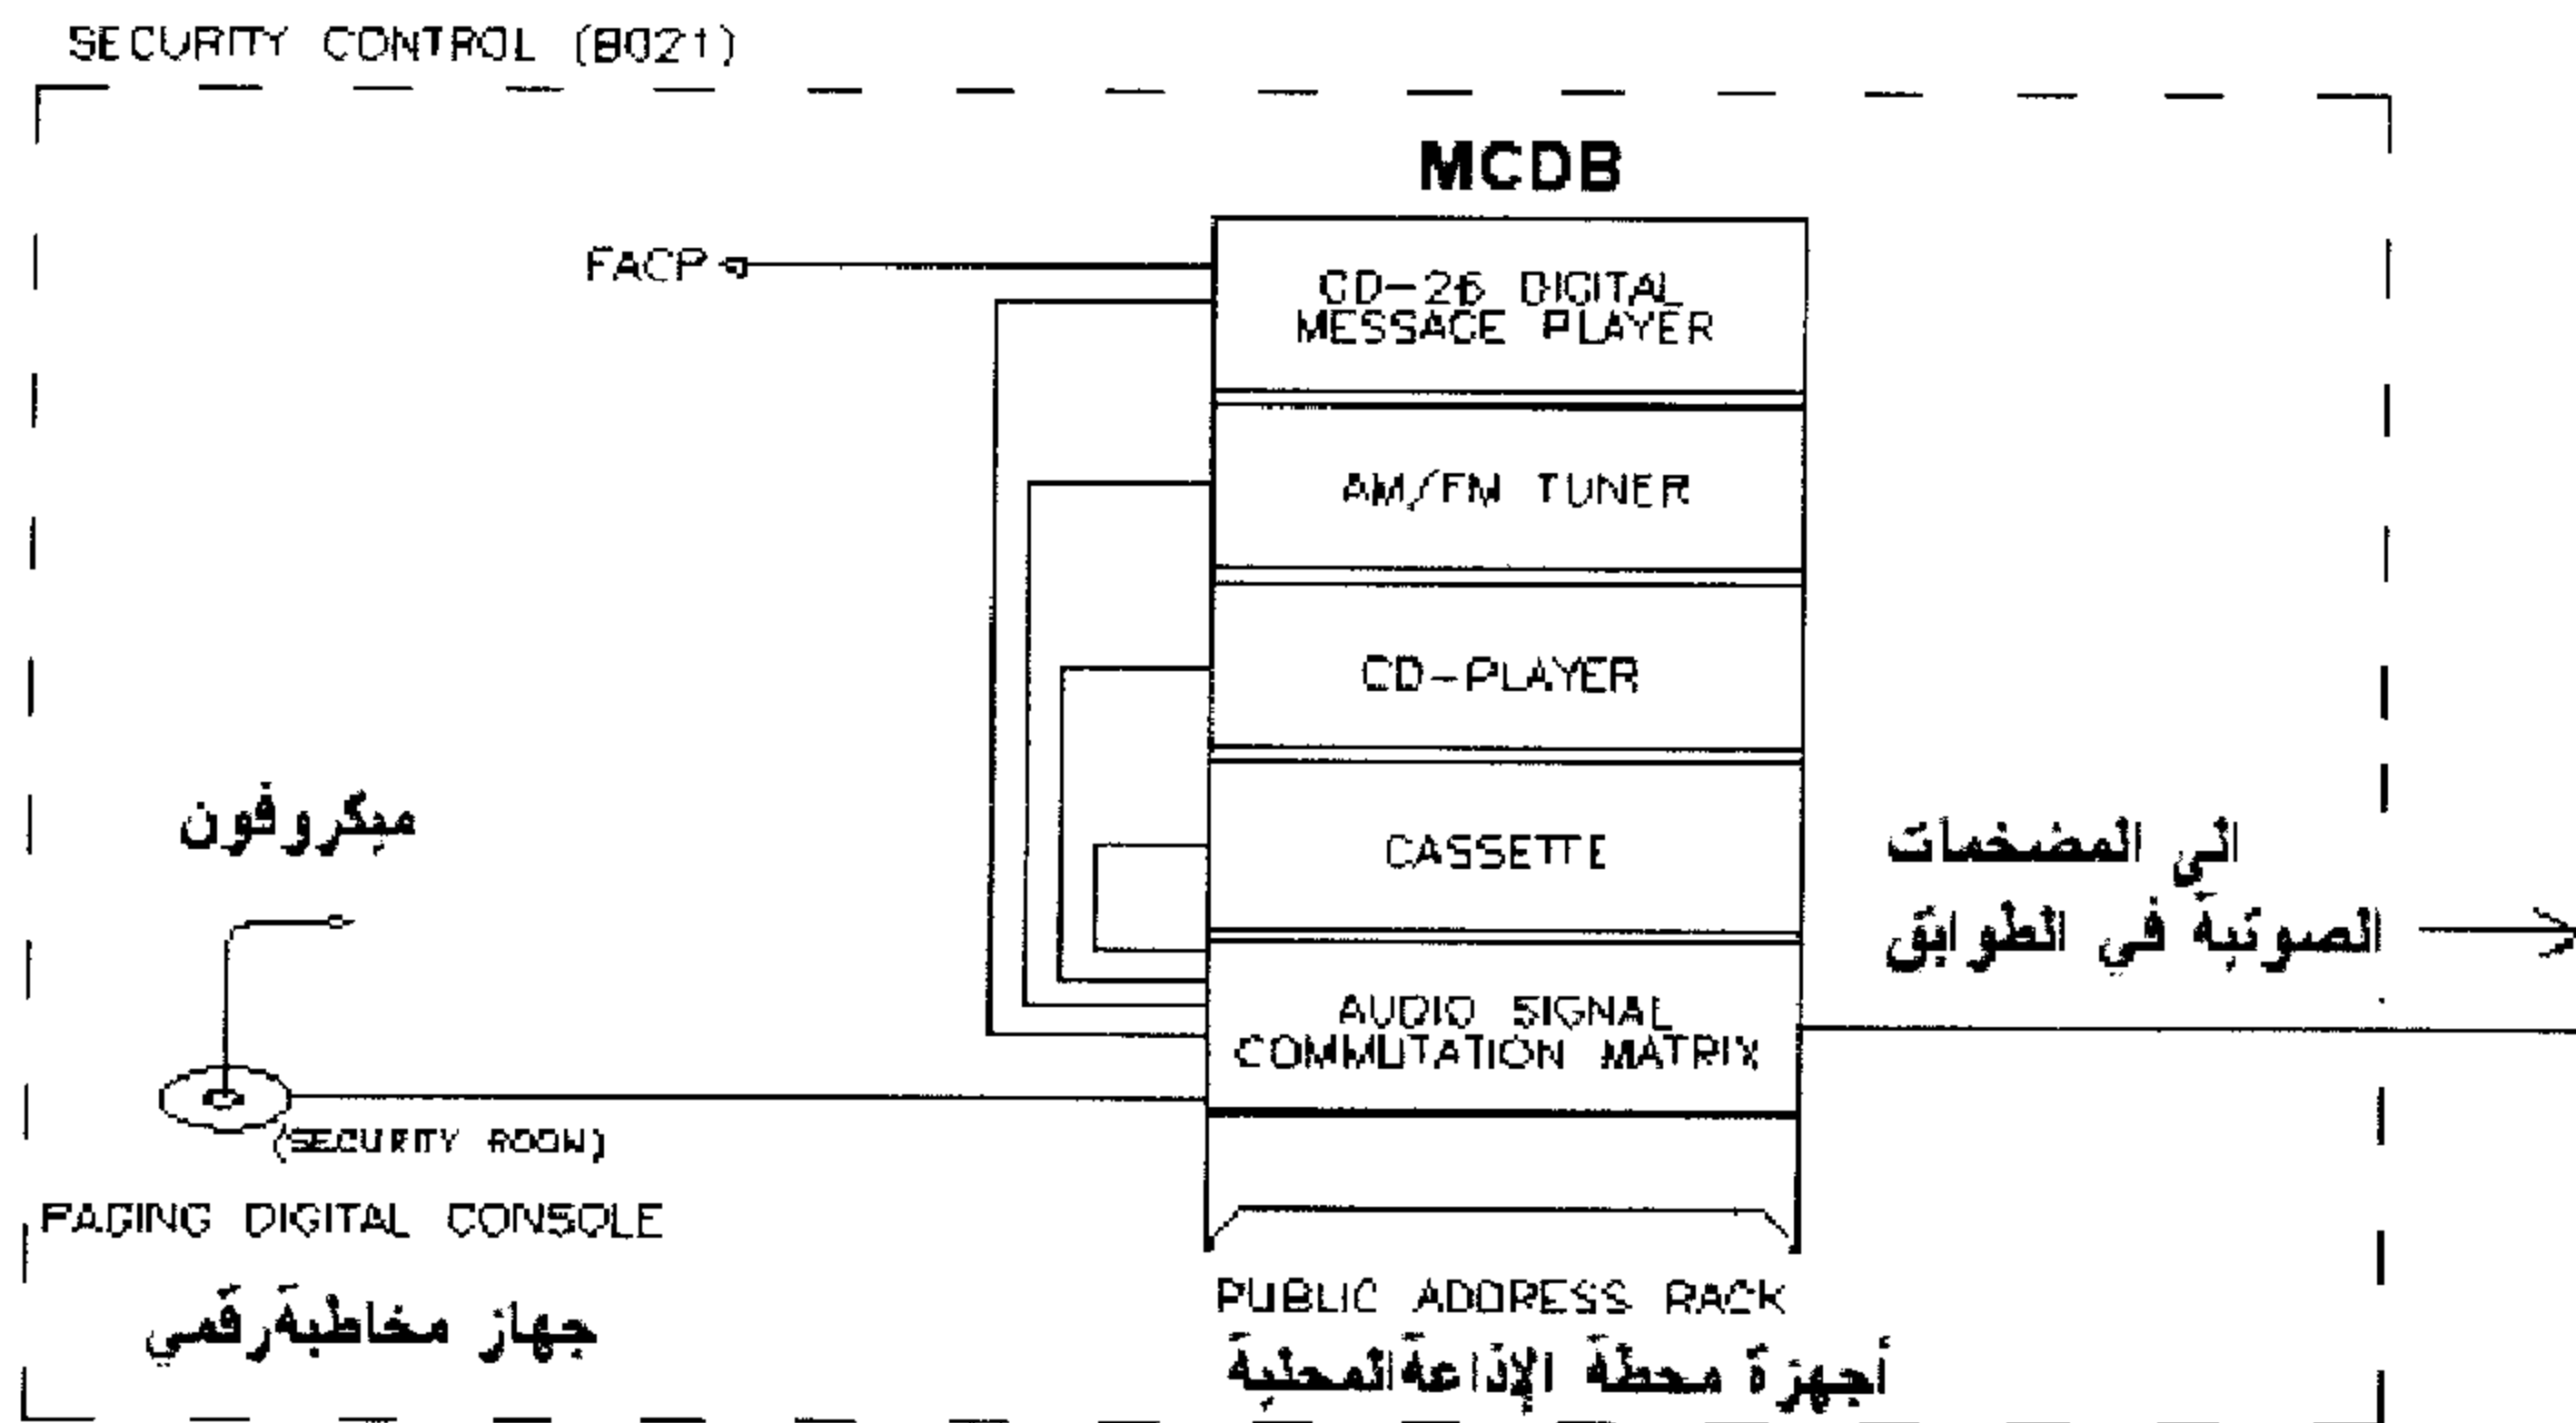 SECURITY CONTROL (B021)
MCDB
FACP
CD-26 DIGITAL
MESSAGE PLAYER
AM/FM TUNER
CD-PLAYER
CASSETTE
AUDIO SIGNAL
COMMUTATION MATRIX
ميكروفون
الي المضخمات
الصوتية في الطوابق
(SECURITY ROOM)
PAGING DIGITAL CONSOLE
جهاز مخاطبة رقمي
PUBLIC ADDRESS RACK
أجهزة محطة الإذاعة المحلية